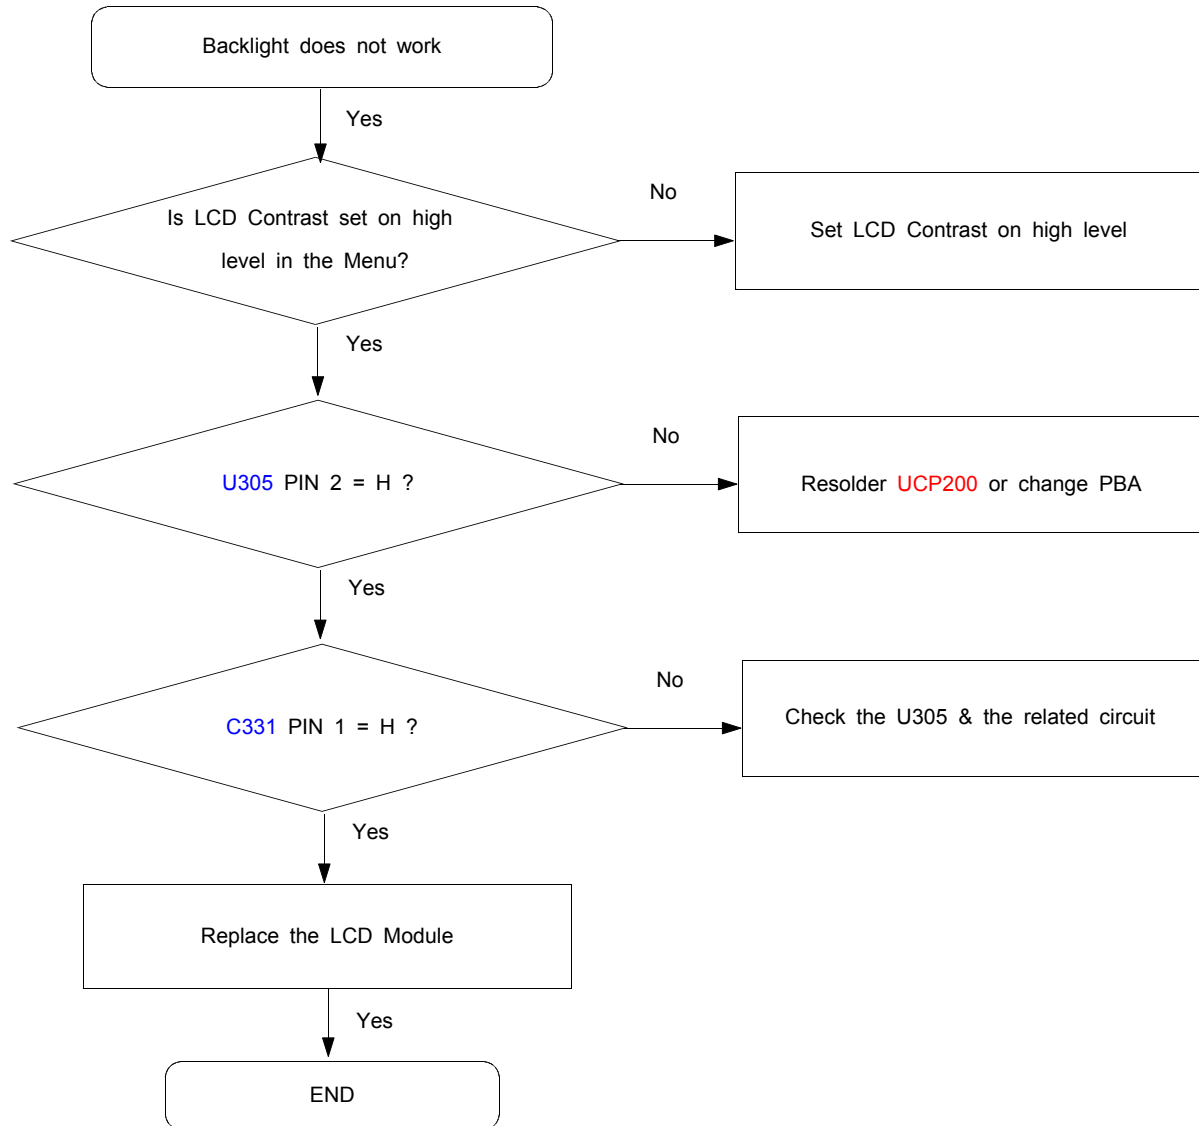 Backlight does not work
Yes
Is LCD Contrast set on high
level in the Menu?
No
Set LCD Contrast on high level
Yes
U305 PIN 2 = H ?
No
Resolder UCP200 or change PBA
Yes
C331 PIN 1 = H ?
No
Check the U305 & the related circuit
Yes
Replace the LCD Module
Yes
END